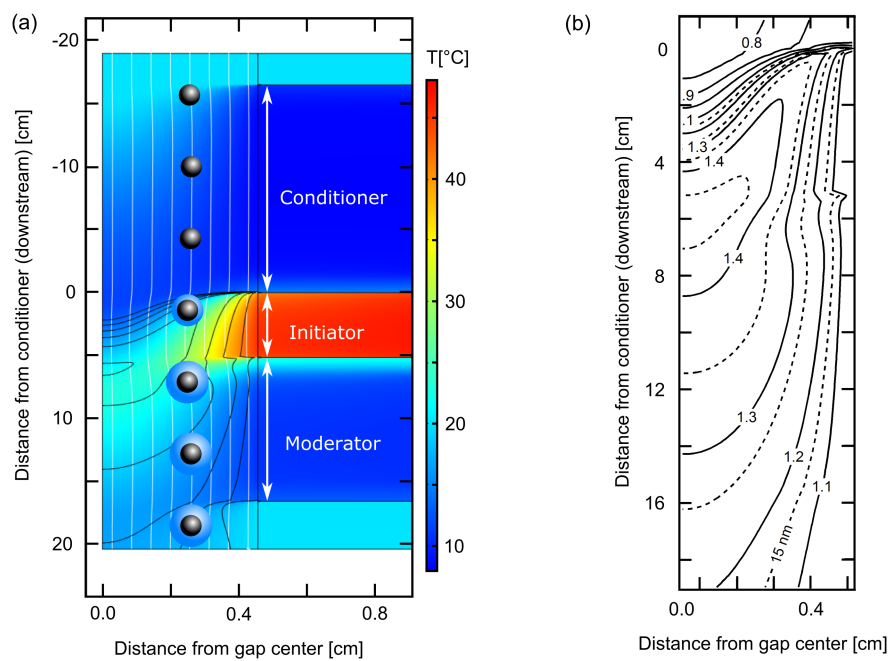 (a)
-20
-10
0
10
20
Distance from conditioner (downstream) [cm]
0.0
0.4
0.8
Distance from gap center [cm]
Conditioner
Initiator
Moderator
T[°C]
40
30
20
10
(b)
0
4
8
12
16
Distance from conditioner (downstream) [cm]
0.8
.9
.1
1.3
1.4
1.4
1.3
1.2
1.1
15 nm
0.0
0.4
Distance from gap center [cm]